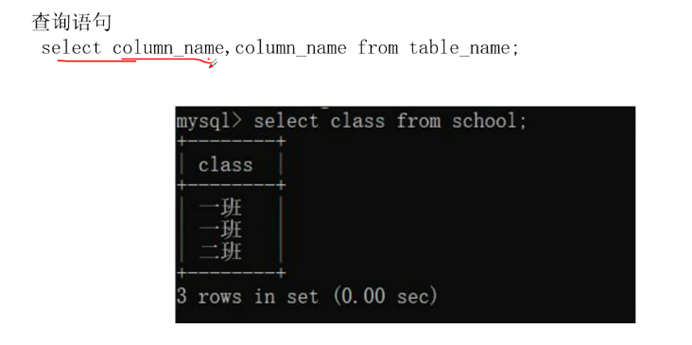 查询语句
select column_name,column_name from table_name;
mysql> select class from school;
+--------+
| class  |
+--------+
| 一班   |
| 一班   |
| 二班   |
+--------+
3 rows in set (0.00 sec)